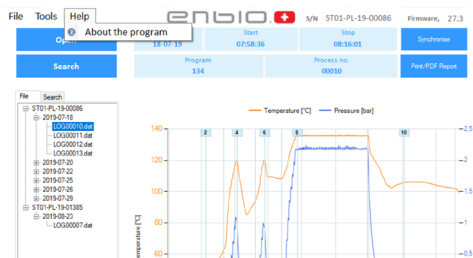 File Tools Help
enbio.
S/N ST01-PL-19-00086
Firmware, 27.3
About the program
Open
18-07-19
Start
07:58:36
Stop
08:16:01
Synchronise
Search
Program
134
Process no.
00010
Print/PDF Report
File Search
ST01-PL-19-00086
2019-07-18
LOG00010.dat
LOG00011.dat
LOG00012.dat
LOG00013.dat
2019-07-20
2019-07-22
2019-07-25
2019-07-26
2019-07-29
ST01-PL-19-01385
2019-08-23
LOG00007.dat
Temperature [°C] Pressure [bar]
140
120
100
80
60
emperature [°C]
3 4 6 8 10
2.5
2
1.5
1
0.5